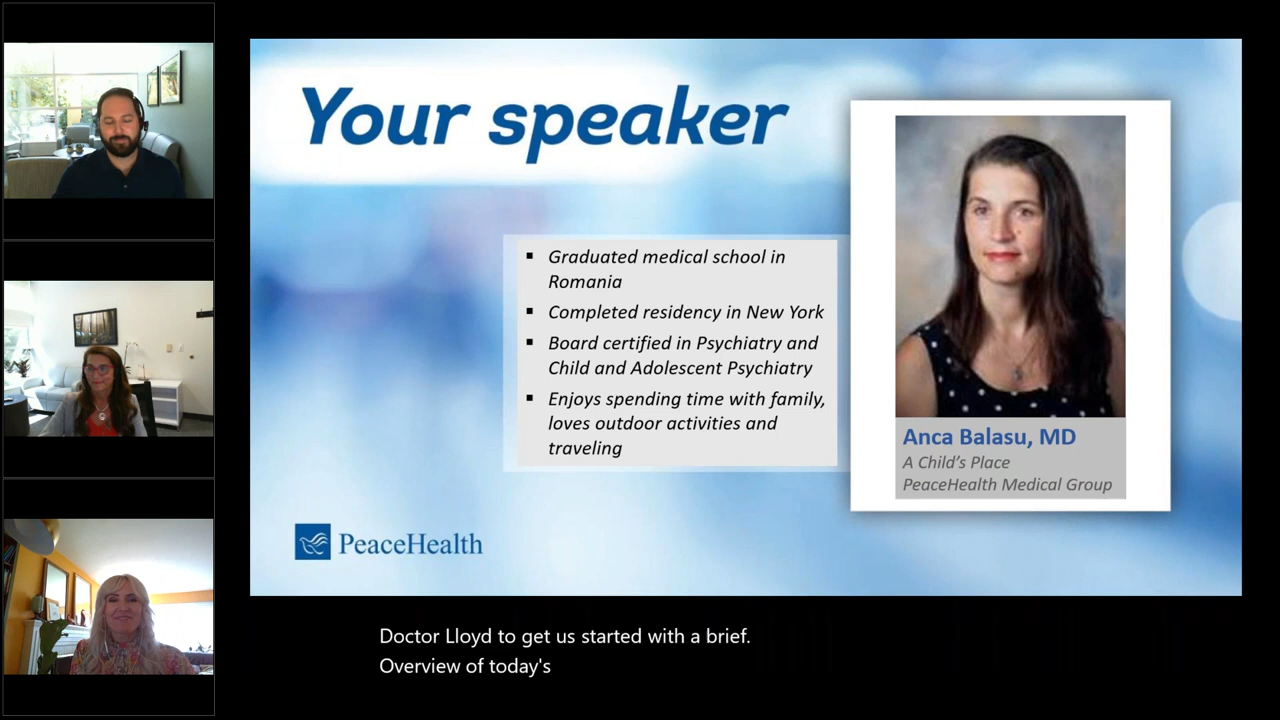 Your speaker
▪ Graduated medical school in
Romania
▪ Completed residency in New York
▪ Board certified in Psychiatry and
Child and Adolescent Psychiatry
▪ Enjoys spending time with family,
loves outdoor activities and
traveling
Anca Balasu, MD
A Child's Place
PeaceHealth Medical Group
PeaceHealth
Doctor Lloyd to get us started with a brief.
Overview of today's